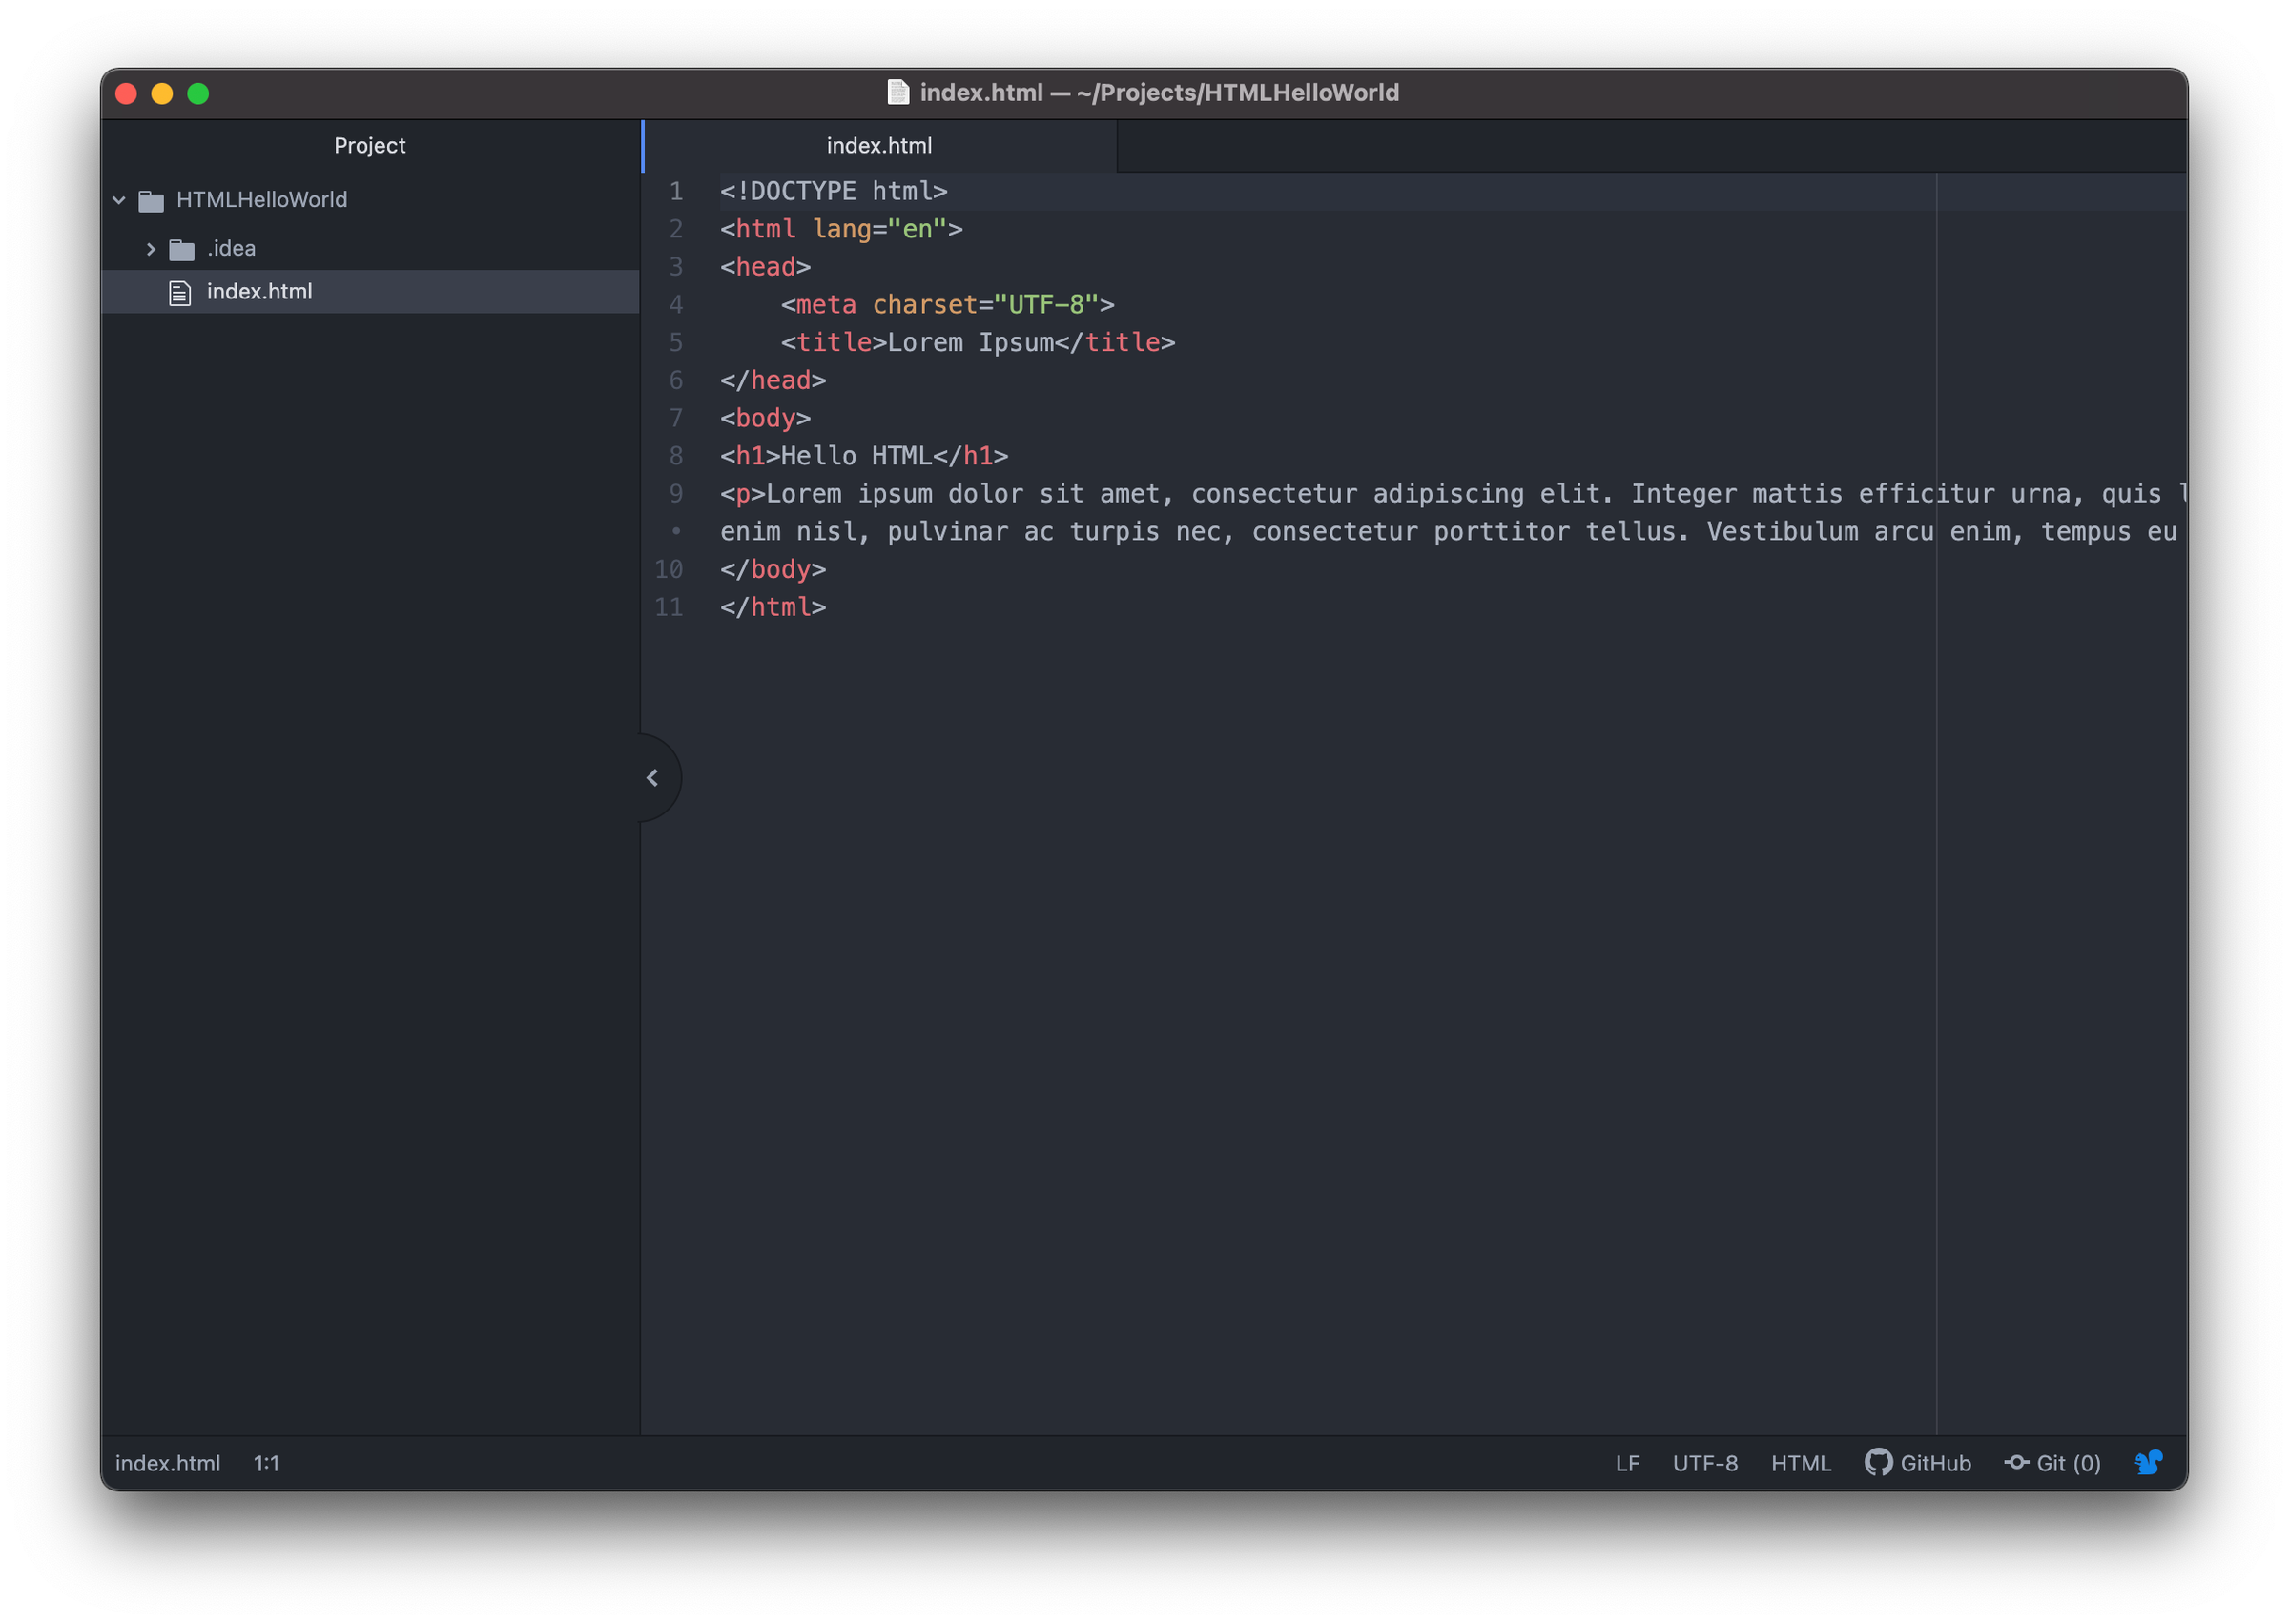 index.html — ~/Projects/HTMLHelloWorld
Project
HTMLHelloWorld
.idea
index.html
index.html
1 <!DOCTYPE html>
2 <html lang="en">
3 <head>
4     <meta charset="UTF-8">
5     <title>Lorem Ipsum</title>
6 </head>
7 <body>
8 <h1>Hello HTML</h1>
9 <p>Lorem ipsum dolor sit amet, consectetur adipiscing elit. Integer mattis efficitur urna, quis
• enim nisl, pulvinar ac turpis nec, consectetur porttitor tellus. Vestibulum arcu enim, tempus eu
10 </body>
11 </html>
index.html 1:1 LF UTF-8 HTML GitHub Git (0)